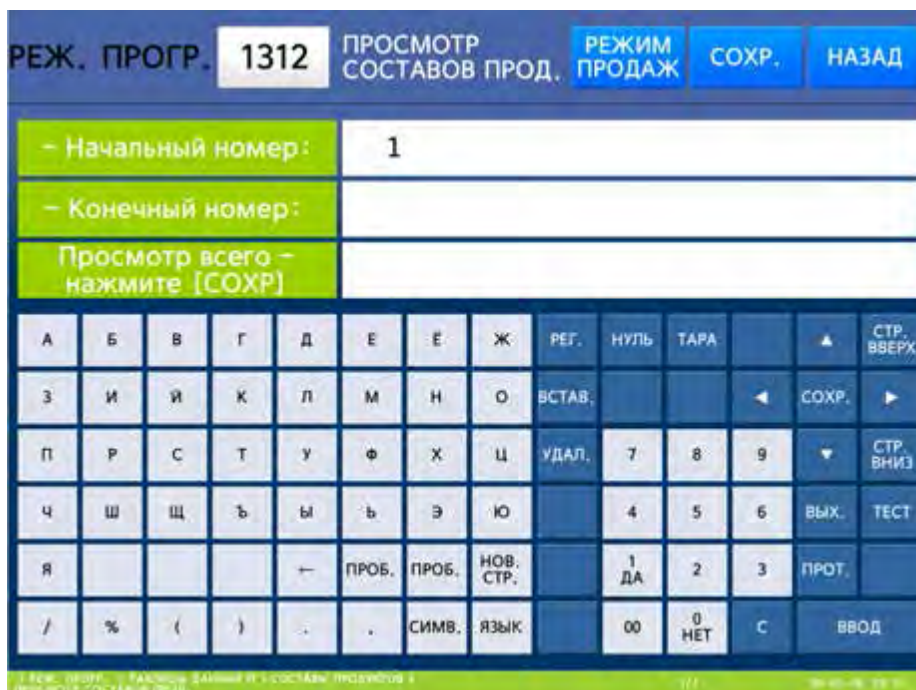 РЕЖ. ПРОГР. 1312 ПРОСМОТР СОСТАВОВ ПРОД. РЕЖИМ ПРОДАЖ СОХР. НАЗАД
- Начальный номер: 1
- Конечный номер:
Просмотр всего -
нажмите [СОХР]
А Б В Г Д Е Ё Ж РЕГ. НУЛЬ ТАРА ▲ СТР. ВВЕРХ
З И Й К Л М Н О ВСТАВ. ◀ СОХР. ▶
П Р С Т У Ф Х Ц УДАЛ. 7 8 9 ▼ СТР. ВНИЗ
Ч Ш Щ Ъ Ы Ь Э Ю 4 5 6 ВЫХ. ТЕСТ
Я ← ПРОБ. ПРОБ. НОВ. СТР. 1 ДА 2 3 ПРОТ.
/ % ( ) . , СИМВ. ЯЗЫК 00 0 НЕТ С ВВОД